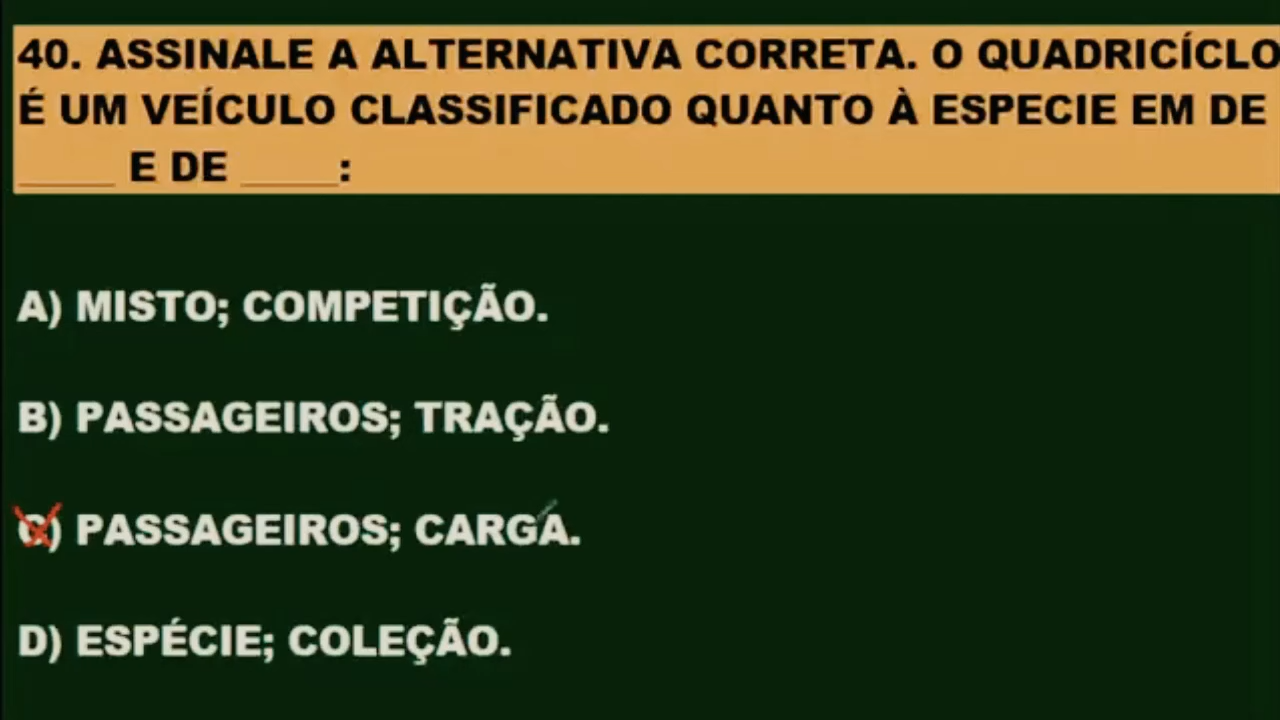 40. ASSINALE A ALTERNATIVA CORRETA. O QUADRICÍCLO
É UM VEÍCULO CLASSIFICADO QUANTO À ESPECIE EM DE
_____ E DE _____:
A) MISTO; COMPETIÇÃO.
B) PASSAGEIROS; TRAÇÃO.
C) PASSAGEIROS; CARGA.
D) ESPÉCIE; COLEÇÃO.